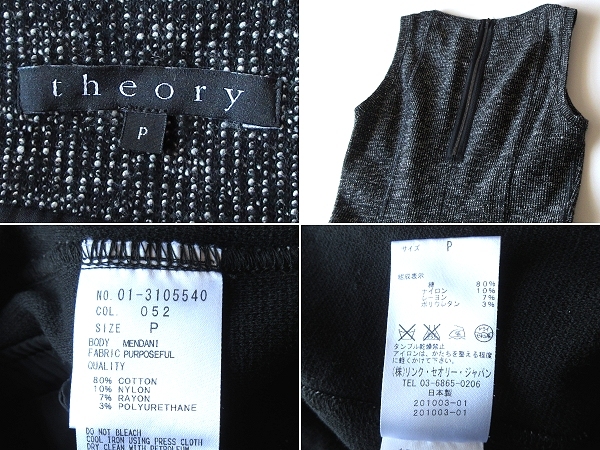 theory
P
NO. 01-3105540
COL. 052
SIZE P
BODY MENDANI
FABRIC PURPOSEFUL
QUALITY
80% COTTON
10% NYLON
7% RAYON
3% POLYURETHANE
DO NOT BLEACH
COOL IRON USING PRESS CLOTH
DRY CLEAN WITH PETROLEUM
サイズ P
組成表示
綿 80%
ナイロン 10%
レーヨン 7%
ポリウレタン 3%
タンブル乾燥禁止
アイロンは、かたちを整える程度
に軽くかけて下さい。
(株)リンク・セオリー・ジャパン
TEL 03-6865-0206
日本製
201003-01
201003-01